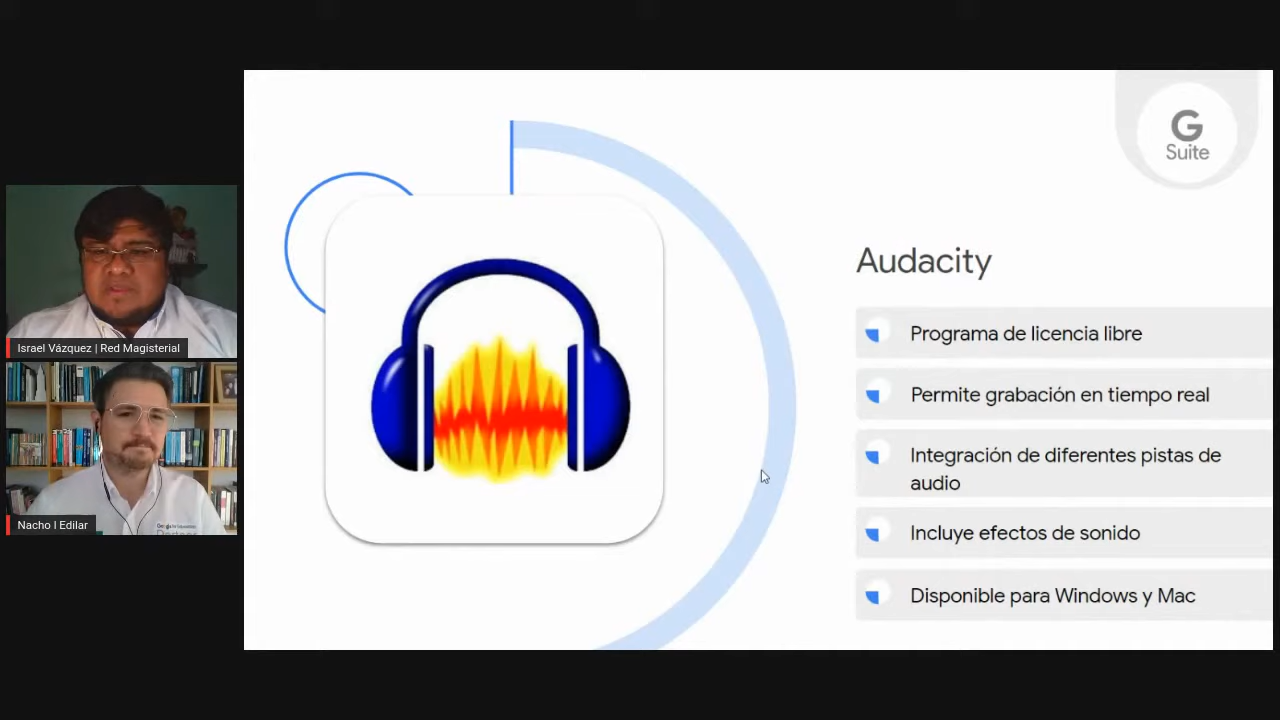 G
Suite
Audacity
Programa de licencia libre
Permite grabación en tiempo real
Integración de diferentes pistas de
audio
Incluye efectos de sonido
Disponible para Windows y Mac
Israel Vázquez | Red Magisterial
Nacho I Edilar